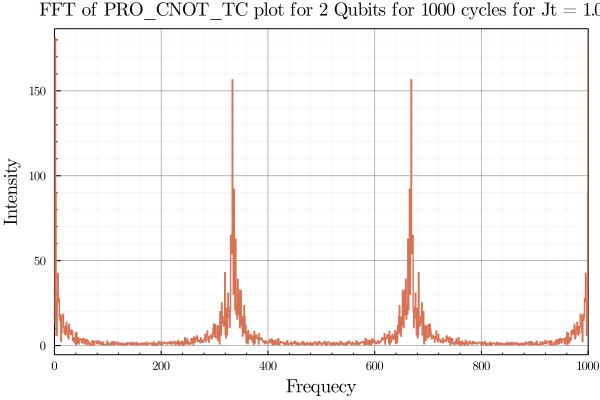 FFT of PRO_CNOT_TC plot for 2 Qubits for 1000 cycles for Jt = 1.0
Intensity
150
100
50
0
0 200 400 600 800 1000
Frequecy